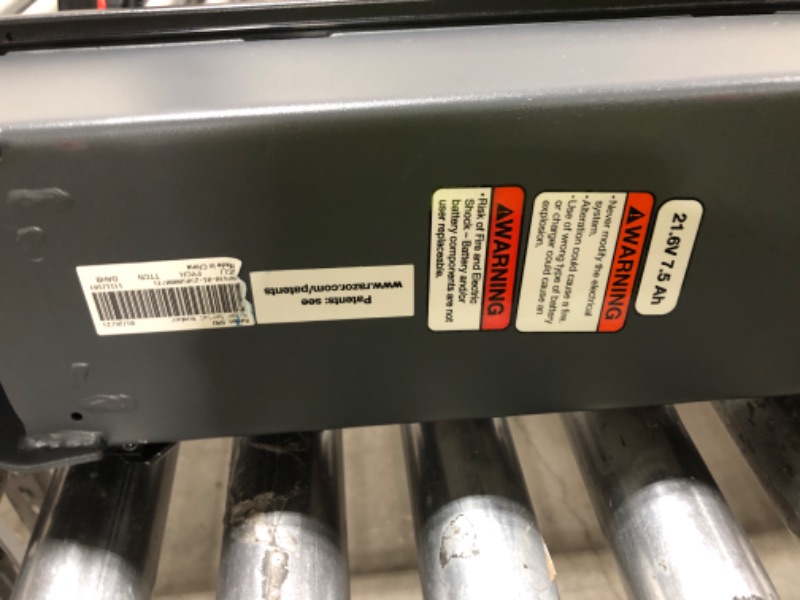 21.6V 7.5 Ah
WARNING
• Never modify the electrical
system.
• Alteration could cause a fire.
• Use of wrong type of battery
or charger could cause an
explosion.
WARNING
• Risk of Fire and Electric
Shock – Battery and/or
battery components are not
user replaceable.
Patents: see
www.razor.com/patents
Made in China